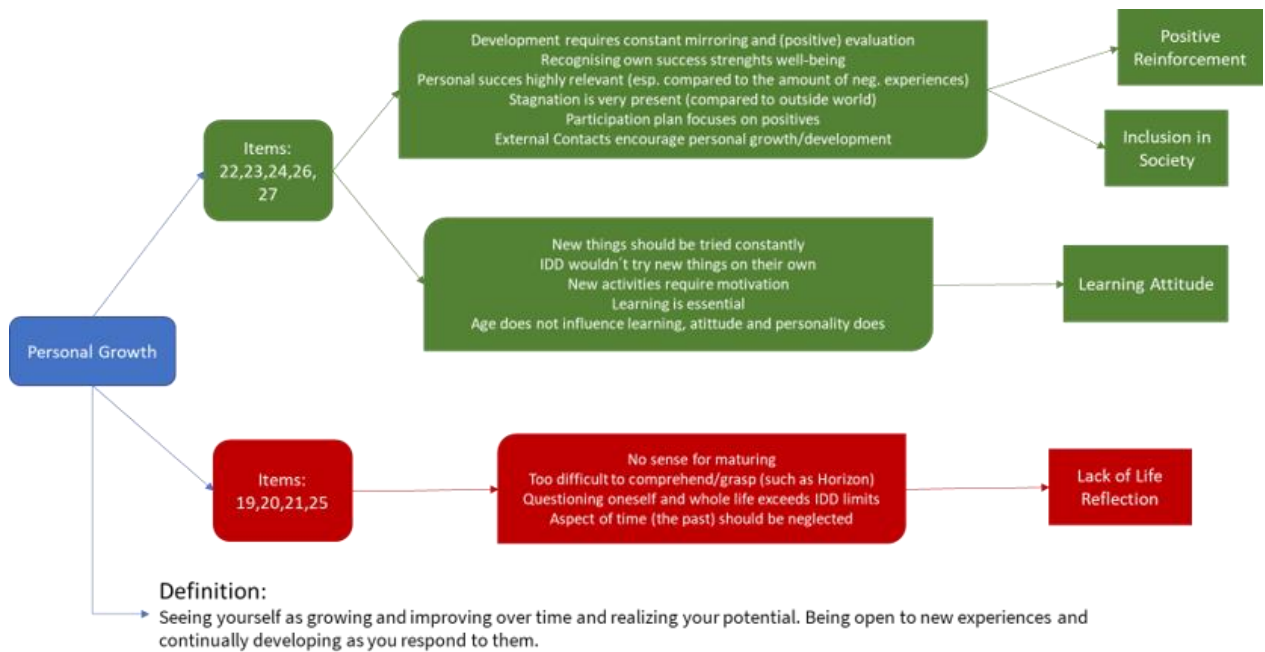 Development requires constant mirroring and (positive) evaluation
Recognising own success strenghts well-being
Personal succes highly relevant (esp. compared to the amount of neg. experiences)
Stagnation is very present (compared to outside world)
Participation plan focuses on positives
External Contacts encourage personal growth/development
Positive
Reinforcement
Inclusion in
Society
Items:
22,23,24,26,
27
New things should be tried constantly
IDD wouldn´t try new things on their own
New activities require motivation
Learning is essential
Age does not influence learning, atittude and personality does
Learning Attitude
Personal Growth
Items:
19,20,21,25
No sense for maturing
Too difficult to comprehend/grasp (such as Horizon)
Questioning oneself and whole life exceeds IDD limits
Aspect of time (the past) should be neglected
Lack of Life
Reflection
Definition:
Seeing yourself as growing and improving over time and realizing your potential. Being open to new experiences and
continually developing as you respond to them.